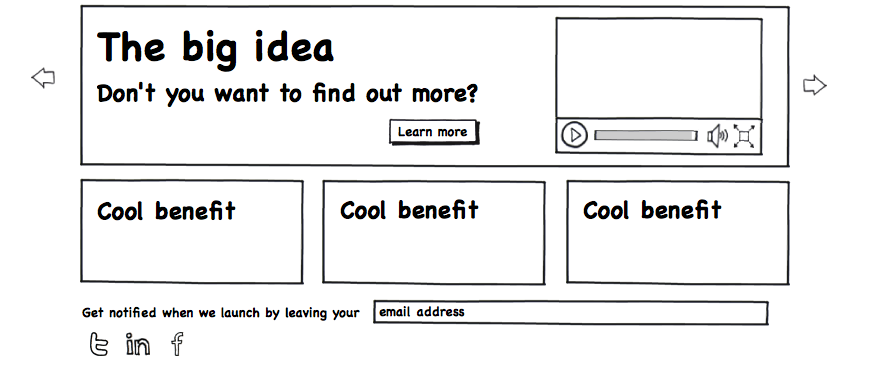 The big idea
Don't you want to find out more?
Learn more
Cool benefit
Cool benefit
Cool benefit
Get notified when we launch by leaving your
email address
t in f